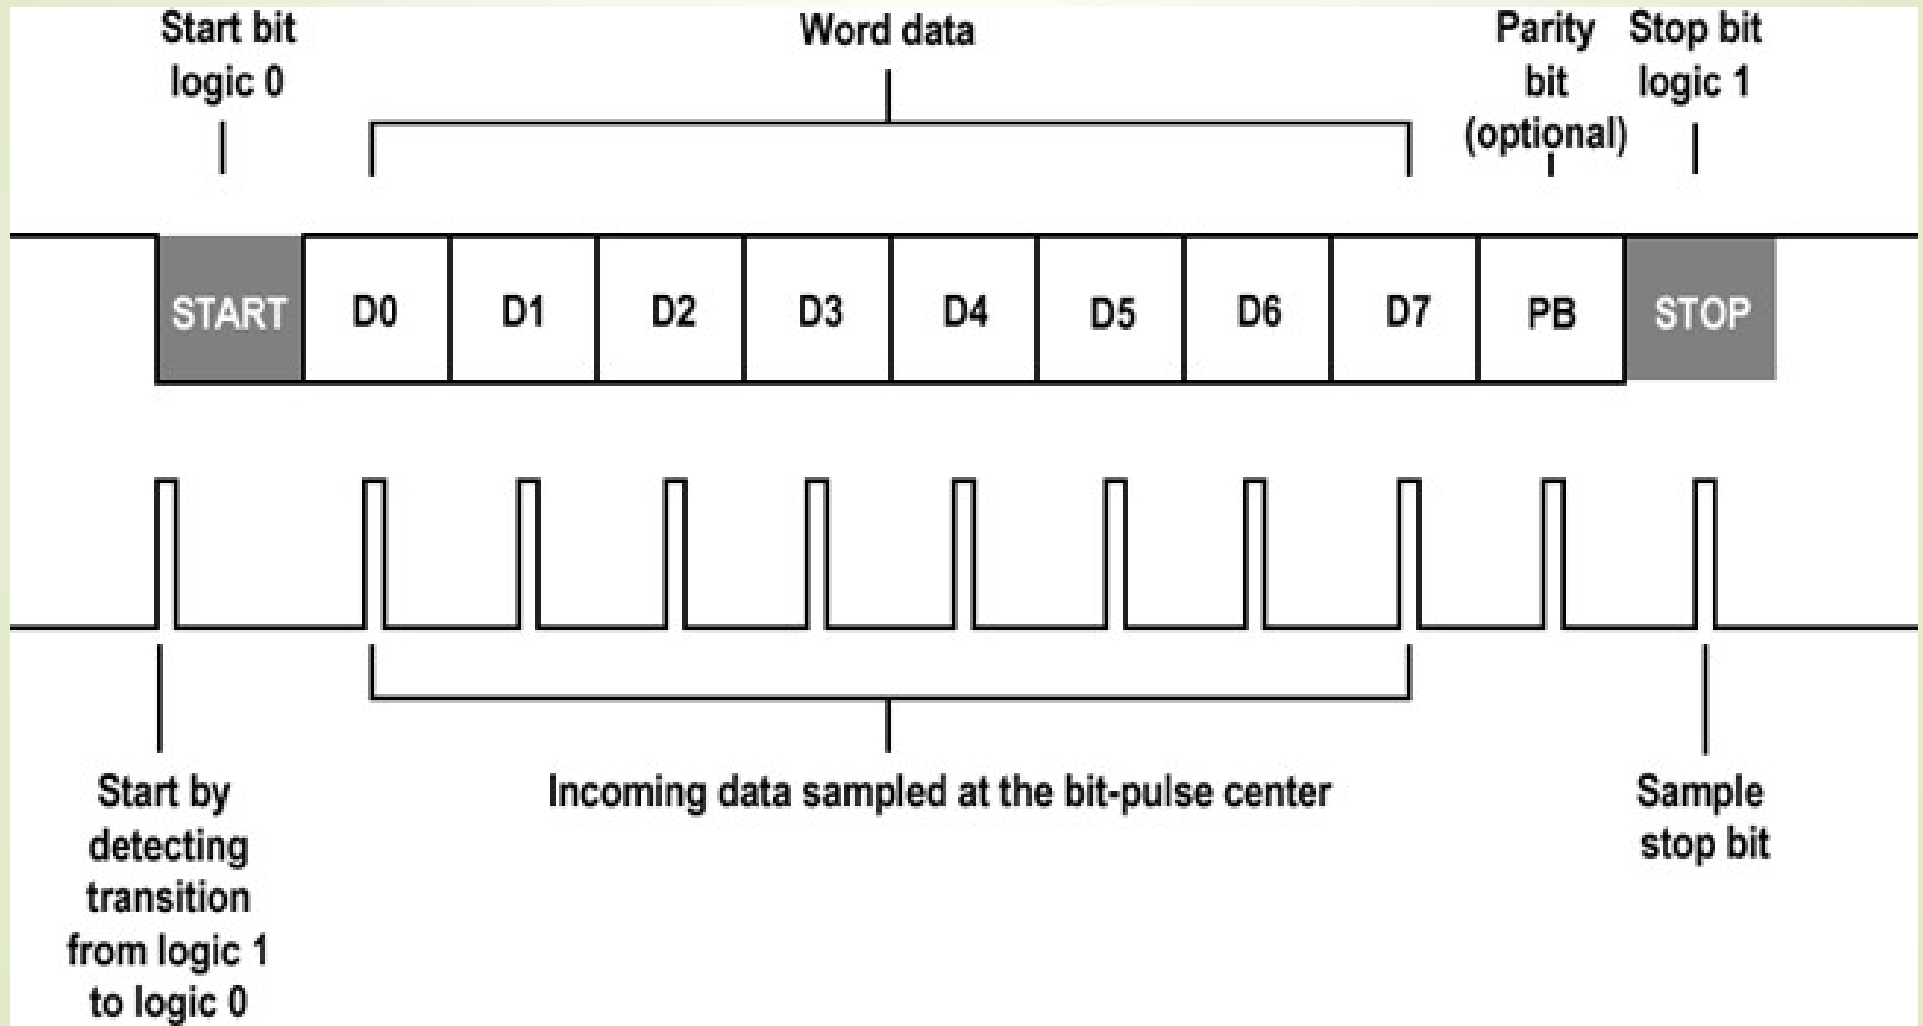 Start bit
logic 0
Word data
Parity
bit
(optional)
Stop bit
logic 1
START D0 D1 D2 D3 D4 D5 D6 D7 PB STOP
Start by
detecting
transition
from logic 1
to logic 0
Incoming data sampled at the bit-pulse center
Sample
stop bit